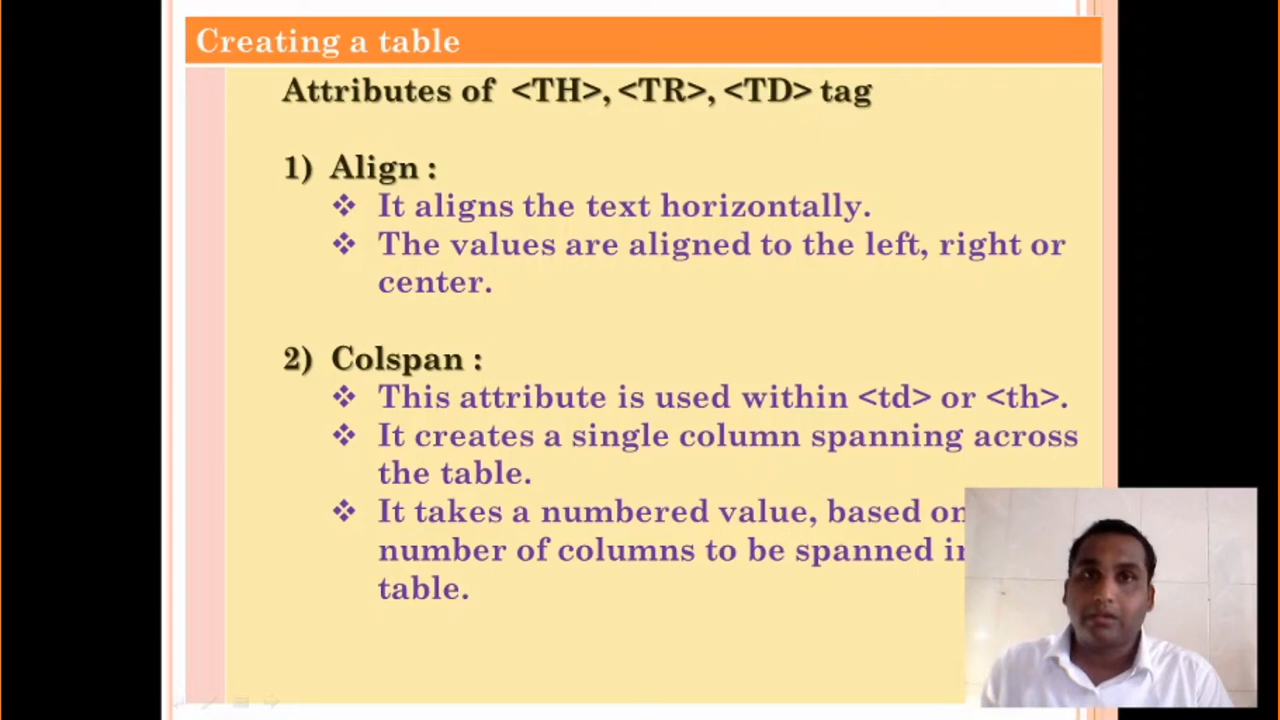 Creating a table
Attributes of <TH>, <TR>, <TD> tag
1) Align :
❖ It aligns the text horizontally.
❖ The values are aligned to the left, right or
center.
2) Colspan :
❖ This attribute is used within <td> or <th>.
❖ It creates a single column spanning across
the table.
❖ It takes a numbered value, based on
number of columns to be spanned in
table.